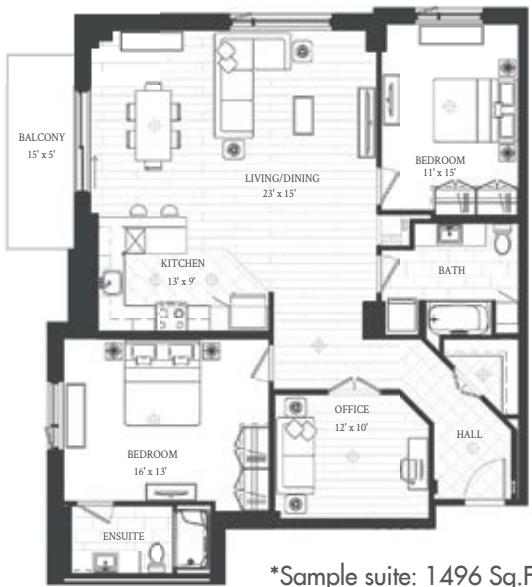 BALCONY
15' x 5'
LIVING/DINING
23' x 15'
BEDROOM
11' x 15'
KITCHEN
13' x 9'
BATH
BEDROOM
16' x 13'
OFFICE
12' x 10'
HALL
ENSUITE
*Sample suite: 1496 Sq.F